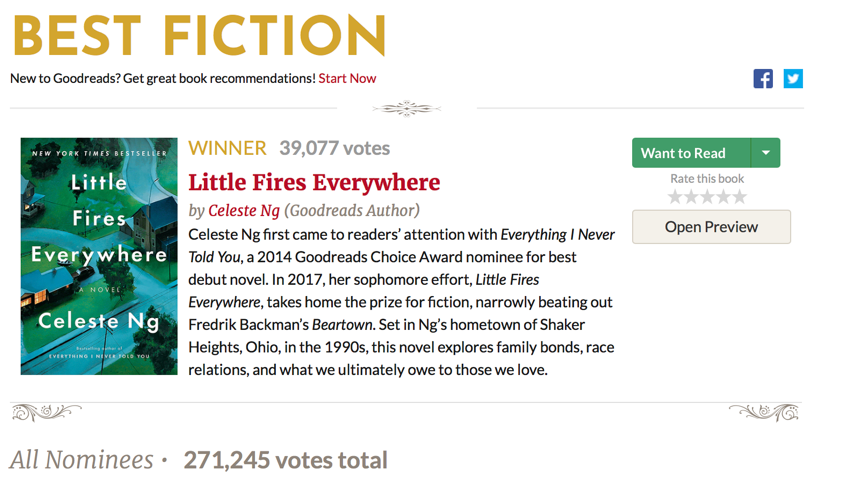 BEST FICTION
New to Goodreads? Get great book recommendations! Start Now
NEW YORK TIMES BESTSELLER
Little
Fires
Everywhere
A NOVEL
Celeste Ng
Bestselling author of
EVERYTHING I NEVER TOLD YOU
WINNER 39,077 votes
Little Fires Everywhere
by Celeste Ng (Goodreads Author)
Celeste Ng first came to readers’ attention with Everything I Never
Told You, a 2014 Goodreads Choice Award nominee for best
debut novel. In 2017, her sophomore effort, Little Fires
Everywhere, takes home the prize for fiction, narrowly beating out
Fredrik Backman’s Beartown. Set in Ng’s hometown of Shaker
Heights, Ohio, in the 1990s, this novel explores family bonds, race
relations, and what we ultimately owe to those we love.
Want to Read
Rate this book
Open Preview
All Nominees • 271,245 votes total